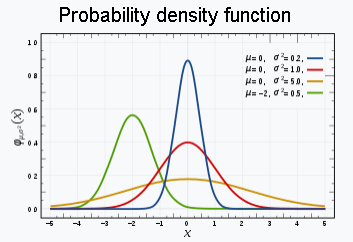 Probability density function
φμ,σ²(x)
1.0
0.8
0.6
0.4
0.2
0.0
μ= 0, σ²= 0.2,
μ= 0, σ²= 1.0,
μ= 0, σ²= 5.0,
μ= −2, σ²= 0.5,
−5 −4 −3 −2 −1 0 1 2 3 4 5
x